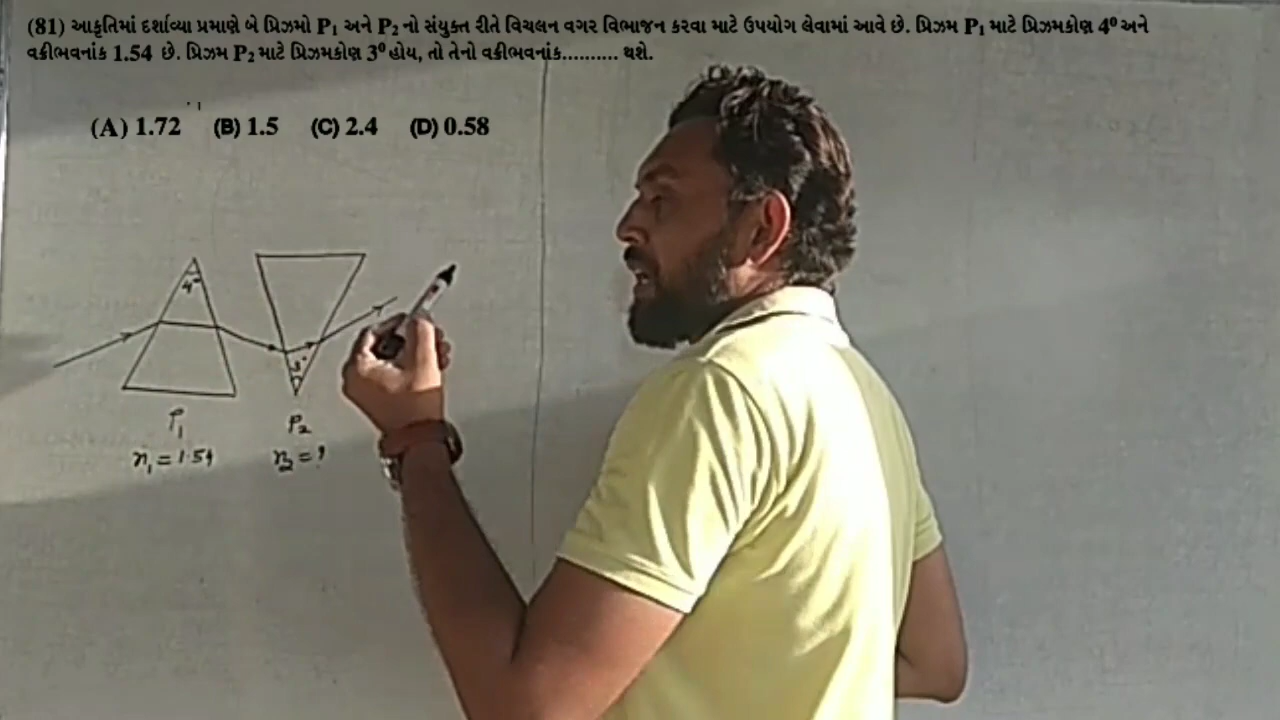 (81) આકૃતિમાં દર્શાવ્યા પ્રમાણે બે પ્રિઝમો P₁ અને P₂ નો સંયુક્ત રીતે વિચલન વગર વિભાજન કરવા માટે ઉપયોગ લેવામાં આવે છે. પ્રિઝમ P₁ માટે પ્રિઝમકોણ 4⁰ અને
વક્રીભવનાંક 1.54 છે. પ્રિઝમ P₂ માટે પ્રિઝમકોણ 3⁰ હોય, તો તેનો વક્રીભવનાંક.......... થશે.
(A) 1.72 (B) 1.5 (C) 2.4 (D) 0.58
4°
3°
P₁ P₂
n₁ = 1.54 n₂ = ?